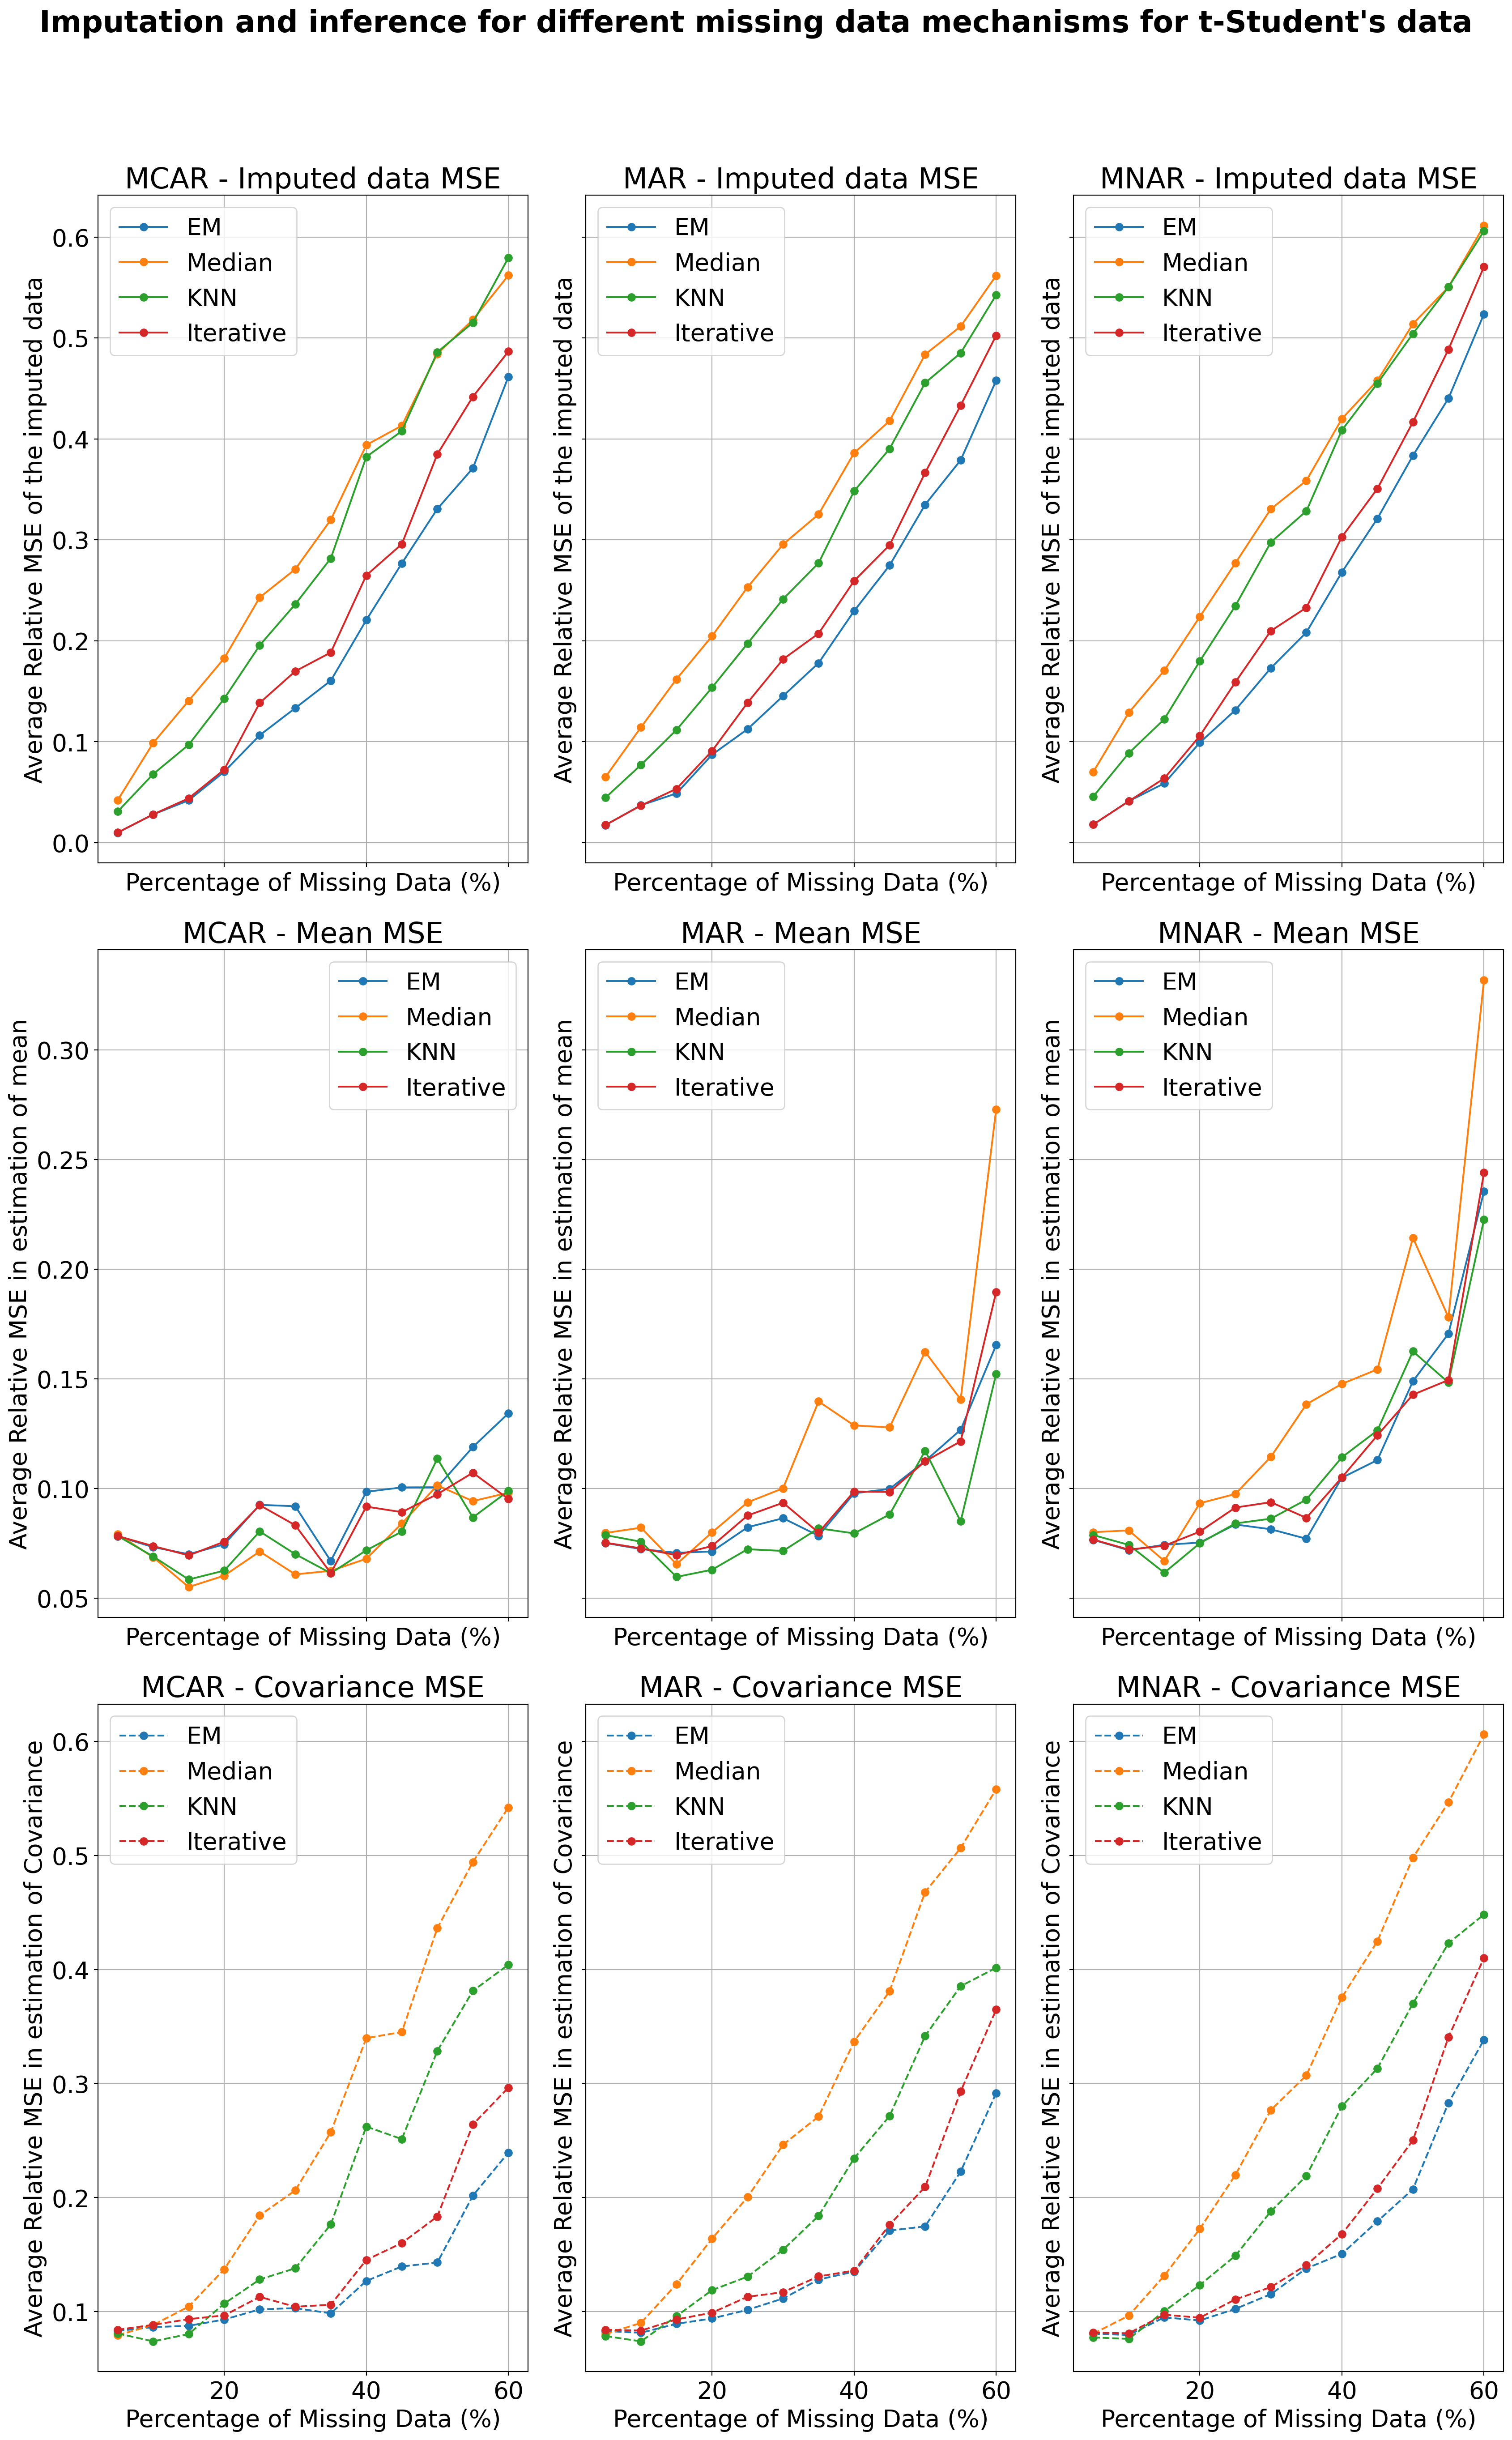 Imputation and inference for different missing data mechanisms for t-Student's data
MCAR - Imputed data MSE
Average Relative MSE of the imputed data
0.6
0.5
0.4
0.3
0.2
0.1
0.0
EM
Median
KNN
Iterative
Percentage of Missing Data (%)
MAR - Imputed data MSE
Average Relative MSE of the imputed data
EM
Median
KNN
Iterative
Percentage of Missing Data (%)
MNAR - Imputed data MSE
Average Relative MSE of the imputed data
EM
Median
KNN
Iterative
Percentage of Missing Data (%)
MCAR - Mean MSE
Average Relative MSE in estimation of mean
0.30
0.25
0.20
0.15
0.10
0.05
EM
Median
KNN
Iterative
Percentage of Missing Data (%)
MAR - Mean MSE
Average Relative MSE in estimation of mean
EM
Median
KNN
Iterative
Percentage of Missing Data (%)
MNAR - Mean MSE
Average Relative MSE in estimation of mean
EM
Median
KNN
Iterative
Percentage of Missing Data (%)
MCAR - Covariance MSE
Average Relative MSE in estimation of Covariance
0.6
0.5
0.4
0.3
0.2
0.1
EM
Median
KNN
Iterative
20 40 60
Percentage of Missing Data (%)
MAR - Covariance MSE
Average Relative MSE in estimation of Covariance
EM
Median
KNN
Iterative
20 40 60
Percentage of Missing Data (%)
MNAR - Covariance MSE
Average Relative MSE in estimation of Covariance
EM
Median
KNN
Iterative
20 40 60
Percentage of Missing Data (%)